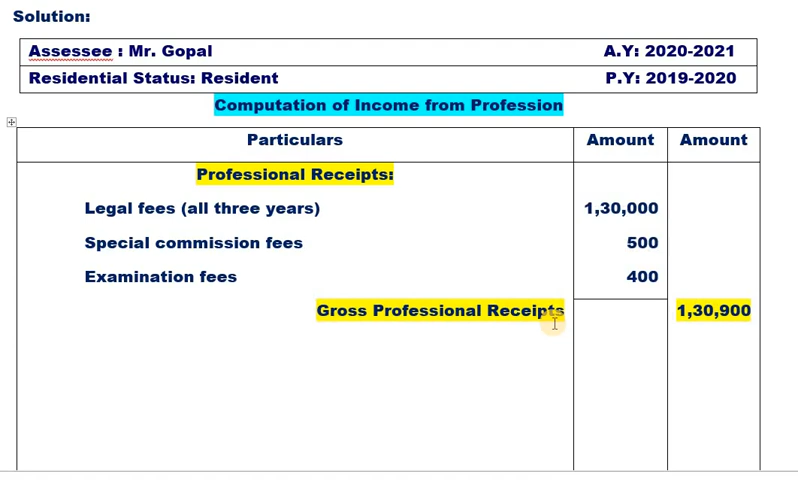 Solution:
Assessee : Mr. Gopal A.Y: 2020-2021
Residential Status: Resident P.Y: 2019-2020
Computation of Income from Profession
Particulars Amount Amount
Professional Receipts:
Legal fees (all three years) 1,30,000
Special commission fees 500
Examination fees 400
Gross Professional Receipts 1,30,900